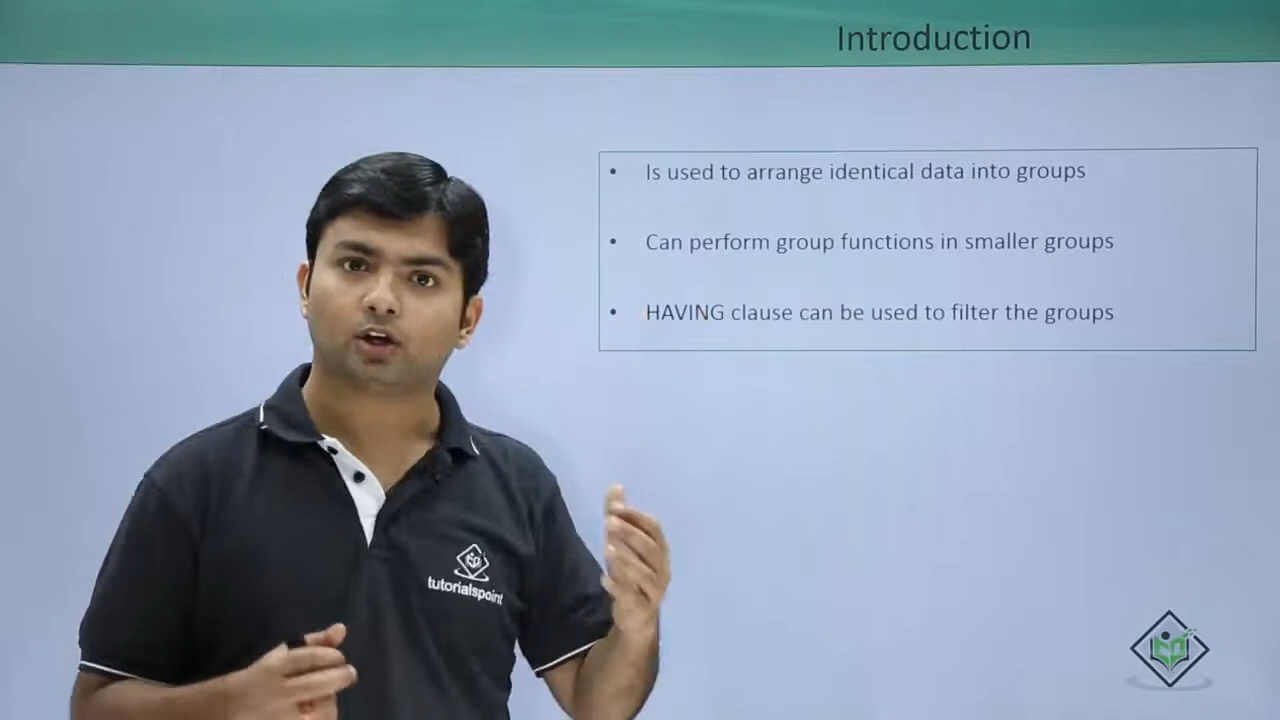 Introduction
• Is used to arrange identical data into groups
• Can perform group functions in smaller groups
• HAVING clause can be used to filter the groups
tutorialspoint